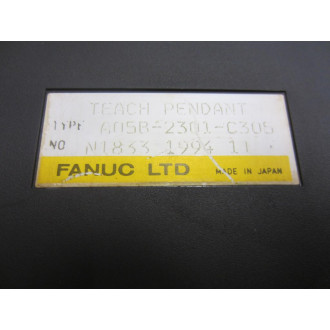 TEACH PENDANT
TYPE A05B-2301-C305
NO N1833 1994 11
FANUC LTD MADE IN JAPAN